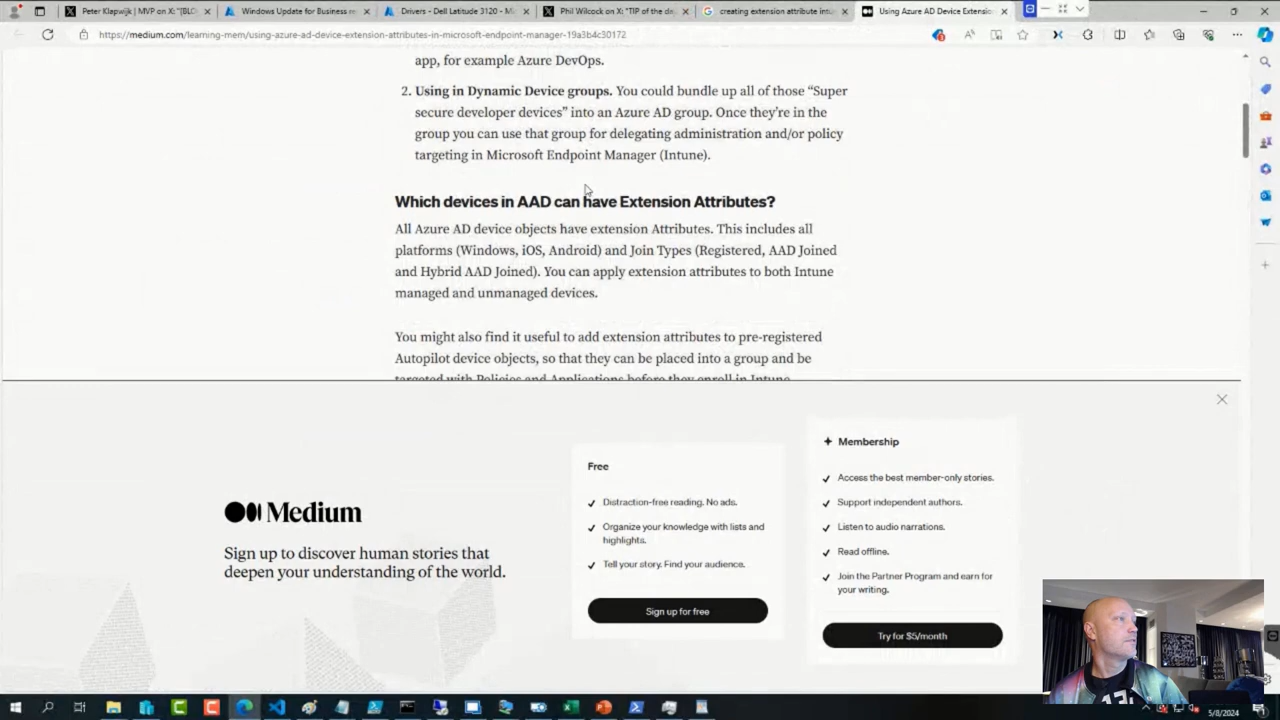 Peter Klapwijk | MVP on X: "[BLO
Windows Update for Business re
Drivers - Dell Latitude 3120 - M
Phil Wilcock on X: "TIP of the da
creating extension attribute intu
Using Azure AD Device Extension
https://medium.com/learning-mem/using-azure-ad-device-extension-attributes-in-microsoft-endpoint-manager-19a3b4c30172
app, for example Azure DevOps.
2. Using in Dynamic Device groups. You could bundle up all of those “Super
secure developer devices” into an Azure AD group. Once they’re in the
group you can use that group for delegating administration and/or policy
targeting in Microsoft Endpoint Manager (Intune).
Which devices in AAD can have Extension Attributes?
All Azure AD device objects have extension Attributes. This includes all
platforms (Windows, iOS, Android) and Join Types (Registered, AAD Joined
and Hybrid AAD Joined). You can apply extension attributes to both Intune
managed and unmanaged devices.
You might also find it useful to add extension attributes to pre-registered
Autopilot device objects, so that they can be placed into a group and be
targeted with Policies and Applications before they enroll in Intune
Medium
Sign up to discover human stories that
deepen your understanding of the world.
Free
Distraction-free reading. No ads.
Organize your knowledge with lists and
highlights.
Tell your story. Find your audience.
Sign up for free
Membership
Access the best member-only stories.
Support independent authors.
Listen to audio narrations.
Read offline.
Join the Partner Program and earn for
your writing.
Try for $5/month
5/8/2024